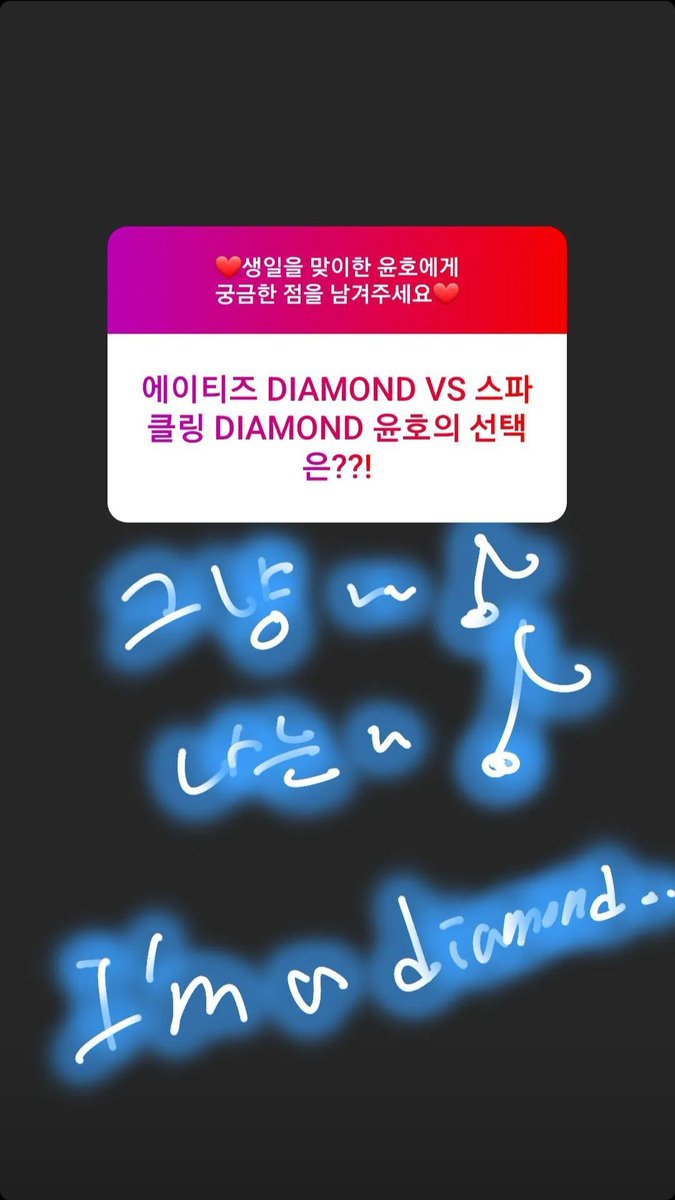 ❤️생일을 맞이한 윤호에게
궁금한 점을 남겨주세요❤️
에이티즈 DIAMOND VS 스파
클링 DIAMOND 윤호의 선택
은??!
그냥~♪
나는~♪
I'm a diamond...